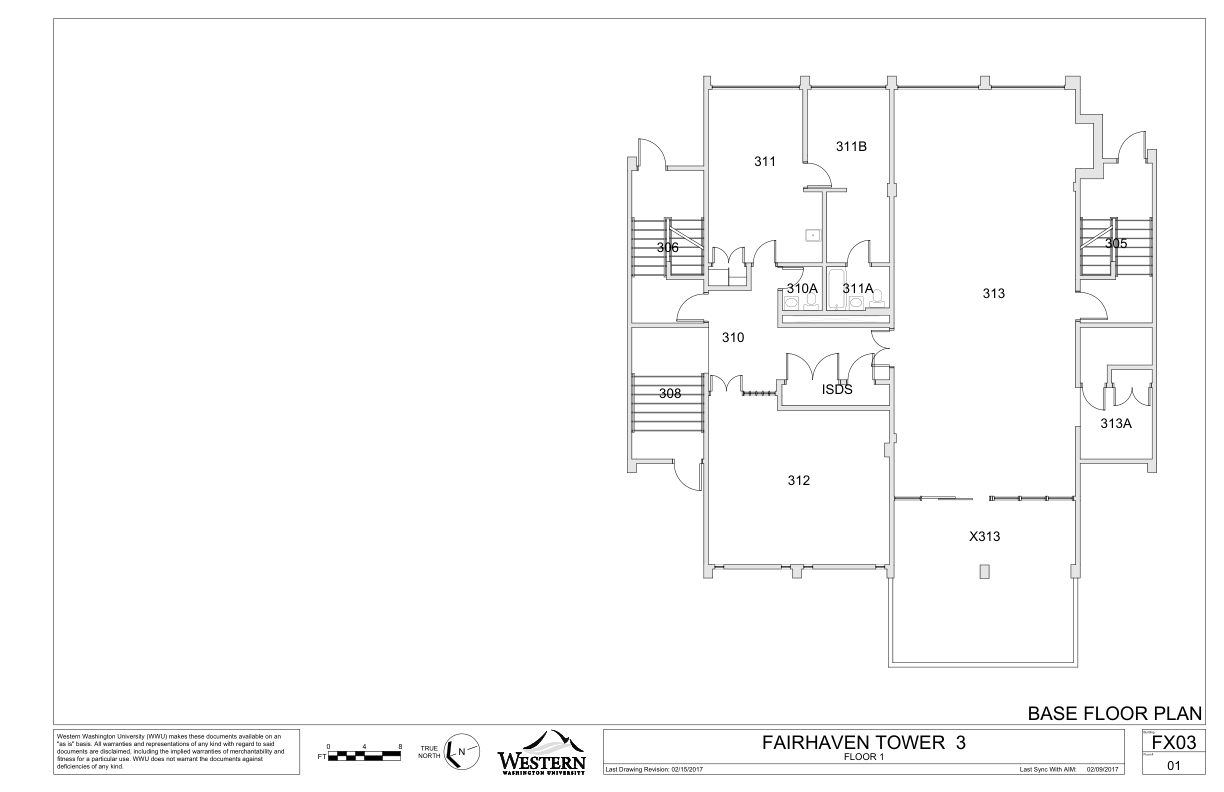 311
311B
306
305
310A
311A
313
310
308
ISDS
313A
312
X313
BASE FLOOR PLAN
Western Washington University (WWU) makes these documents available on an
"as is" basis. All warranties and representations of any kind with regard to said
documents are disclaimed, including the implied warranties of merchantability and
fitness for a particular use. WWU does not warrant the documents against
deficiencies of any kind.
0 4 8
FT
TRUE
NORTH
N
WESTERN
WASHINGTON UNIVERSITY
FAIRHAVEN TOWER 3
FLOOR 1
Last Drawing Revision: 02/15/2017
Last Sync With AIM: 02/09/2017
FX03
01